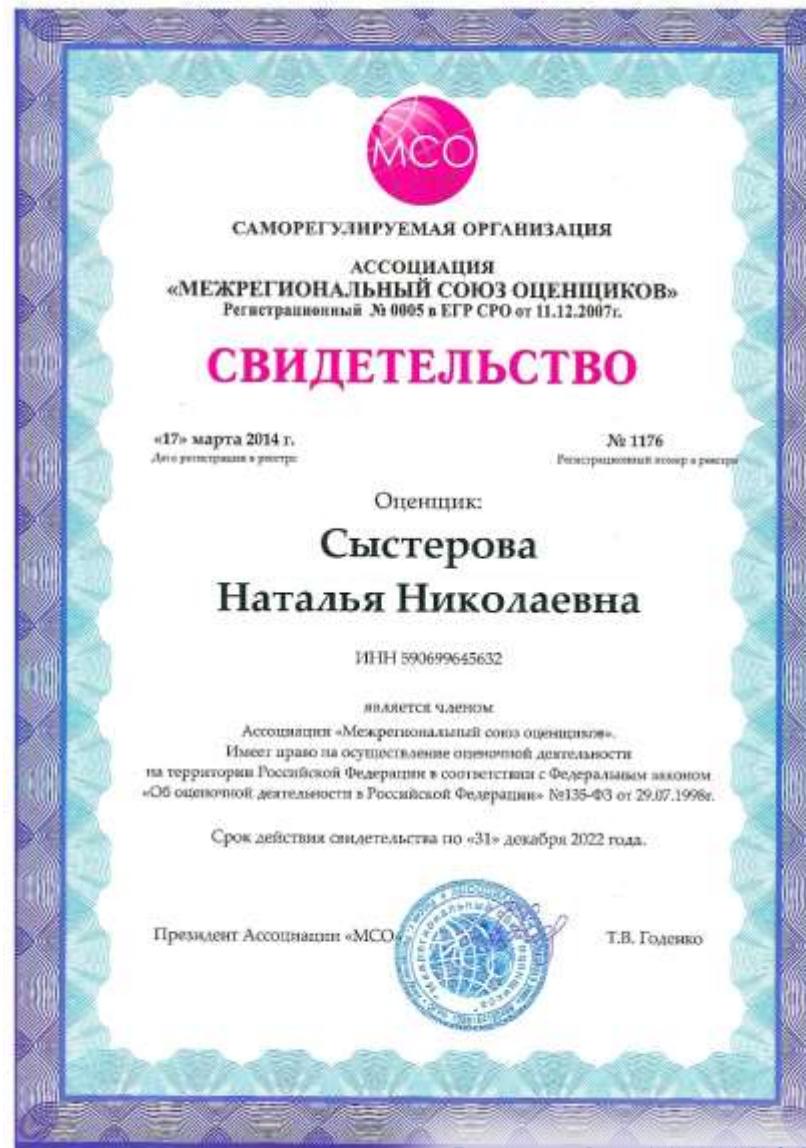 МСО
САМОРЕГУЛИРУЕМАЯ ОРГАНИЗАЦИЯ
АССОЦИАЦИЯ
«МЕЖРЕГИОНАЛЬНЫЙ СОЮЗ ОЦЕНЩИКОВ»
Регистрационный № 0005 в ЕГР СРО от 11.12.2007г.
СВИДЕТЕЛЬСТВО
«17» марта 2014 г. № 1176
Дата регистрации в реестре Регистрационный номер в реестре
Оценщик:
Сыстерова
Наталья Николаевна
ИНН 590699645632
является членом
Ассоциации «Межрегиональный союз оценщиков».
Имеет право на осуществление оценочной деятельности
на территории Российской Федерации в соответствии с Федеральным законом
«Об оценочной деятельности в Российской Федерации» №135-ФЗ от 29.07.1998г.
Срок действия свидетельства по «31» декабря 2022 года.
Президент Ассоциации «МСО» Т.В. Годенко